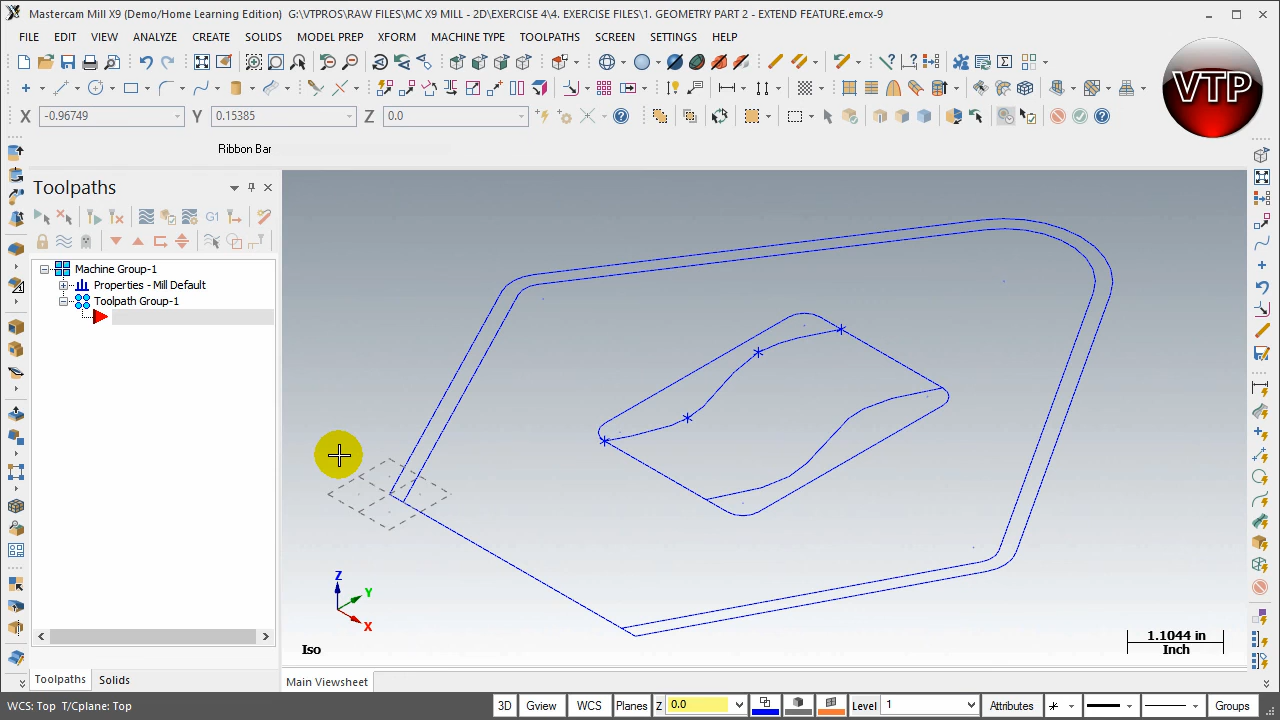 Mastercam Mill X9 (Demo/Home Learning Edition) G:\VTPROS\RAW FILES\MC X9 MILL - 2D\EXERCISE 4\4. EXERCISE FILES\1. GEOMETRY PART 2 - EXTEND FEATURE.emcx-9
FILE EDIT VIEW ANALYZE CREATE SOLIDS MODEL PREP XFORM MACHINE TYPE TOOLPATHS SCREEN SETTINGS HELP
VTP
X -0.96749 Y 0.15385 Z 0.0
Ribbon Bar
Toolpaths
G1
Machine Group-1
Properties - Mill Default
Toolpath Group-1
Z
Y
X
Iso
1.1044 in
Inch
Toolpaths Solids
Main Viewsheet
WCS: Top T/Cplane: Top 3D Gview WCS Planes Z 0.0 Level 1 Attributes Groups